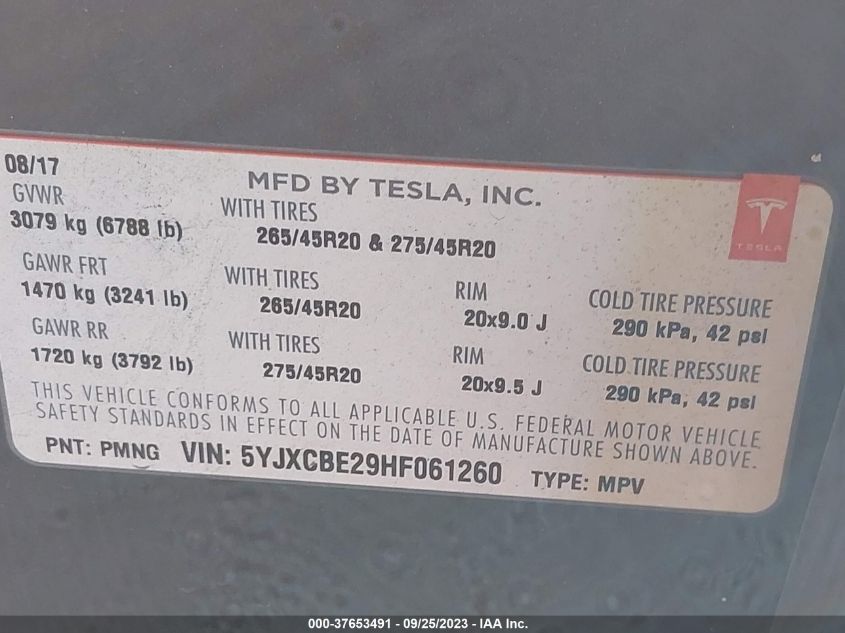 08/17
MFD BY TESLA, INC.
TESLA
GVWR
3079 kg (6788 lb)
WITH TIRES
265/45R20 & 275/45R20
GAWR FRT
1470 kg (3241 lb)
WITH TIRES
265/45R20
RIM
20x9.0 J
COLD TIRE PRESSURE
290 kPa, 42 psi
GAWR RR
1720 kg (3792 lb)
WITH TIRES
275/45R20
RIM
20x9.5 J
COLD TIRE PRESSURE
290 kPa, 42 psi
THIS VEHICLE CONFORMS TO ALL APPLICABLE U.S. FEDERAL MOTOR VEHICLE
SAFETY STANDARDS IN EFFECT ON THE DATE OF MANUFACTURE SHOWN ABOVE.
PNT: PMNG VIN: 5YJXCBE29HF061260 TYPE: MPV
000-37653491 - 09/25/2023 - IAA Inc.